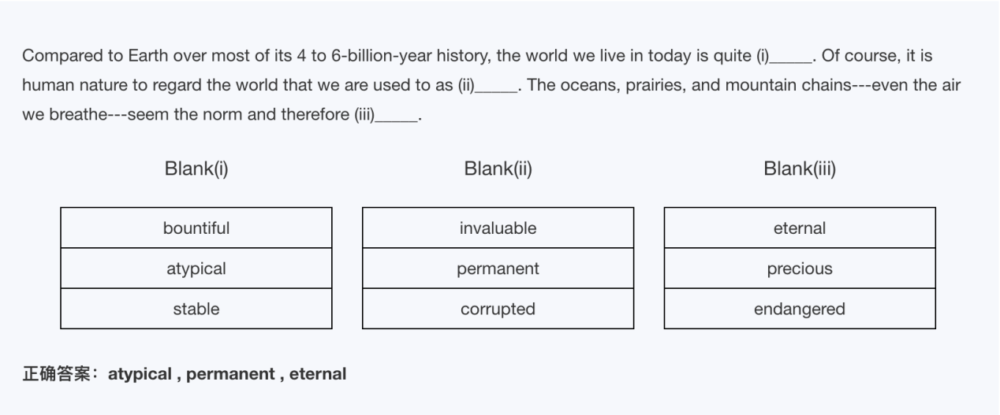 Compared to Earth over most of its 4 to 6-billion-year history, the world we live in today is quite (i)_____. Of course, it is
human nature to regard the world that we are used to as (ii)_____. The oceans, prairies, and mountain chains---even the air
we breathe---seem the norm and therefore (iii)_____.
Blank(i) Blank(ii) Blank(iii)
bountiful invaluable eternal
atypical permanent precious
stable corrupted endangered
正确答案：atypical , permanent , eternal